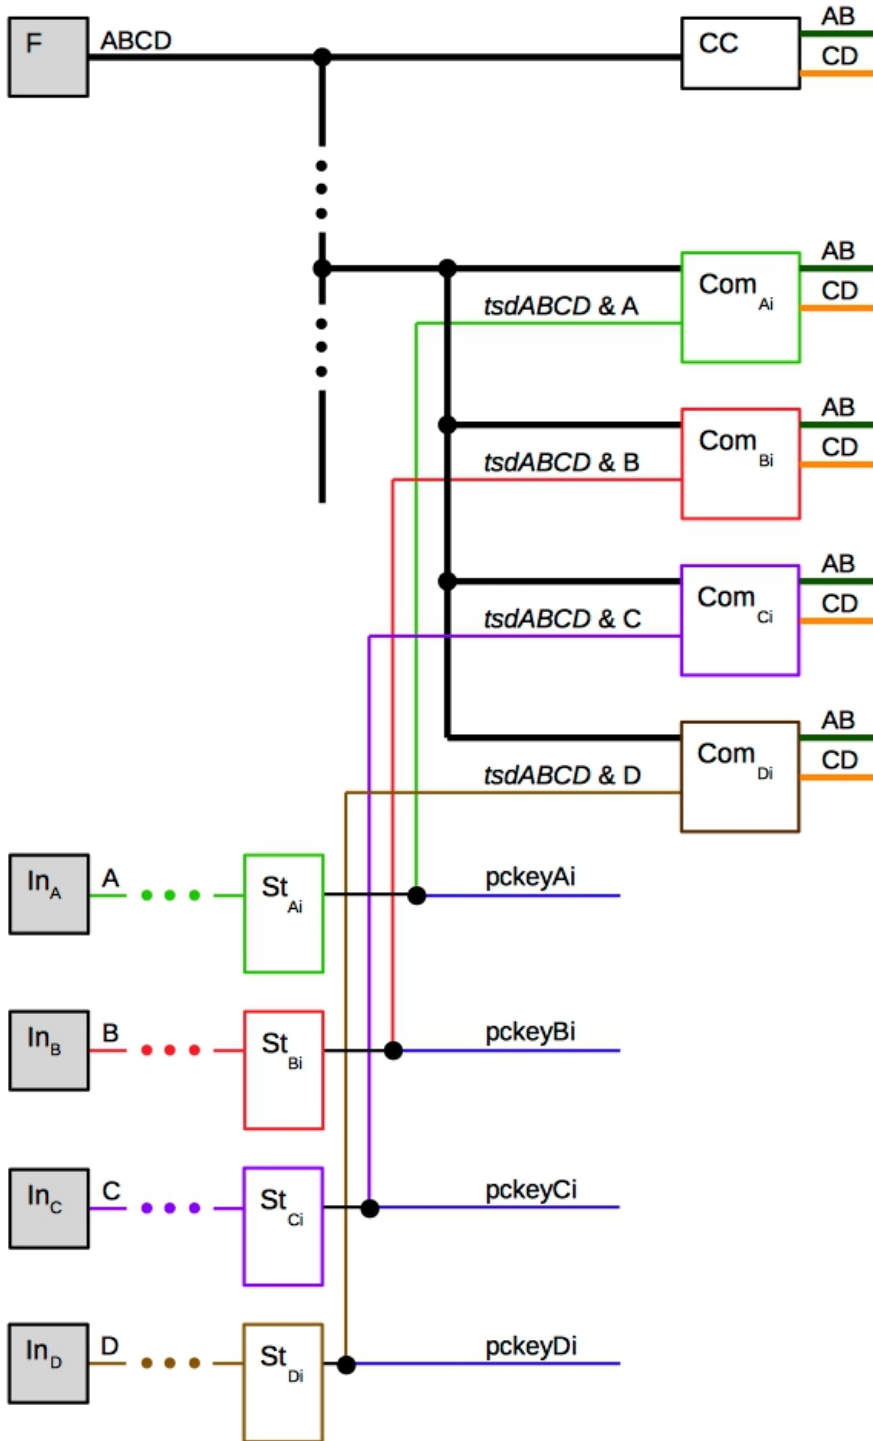 F ABCD CC AB
CD
Com Ai AB
CD
tsdABCD & A
Com Bi AB
CD
tsdABCD & B
Com Ci AB
CD
tsdABCD & C
Com Di AB
CD
tsdABCD & D
In A A St Ai pckeyAi
In B B St Bi pckeyBi
In C C St Ci pckeyCi
In D D St Di pckeyDi